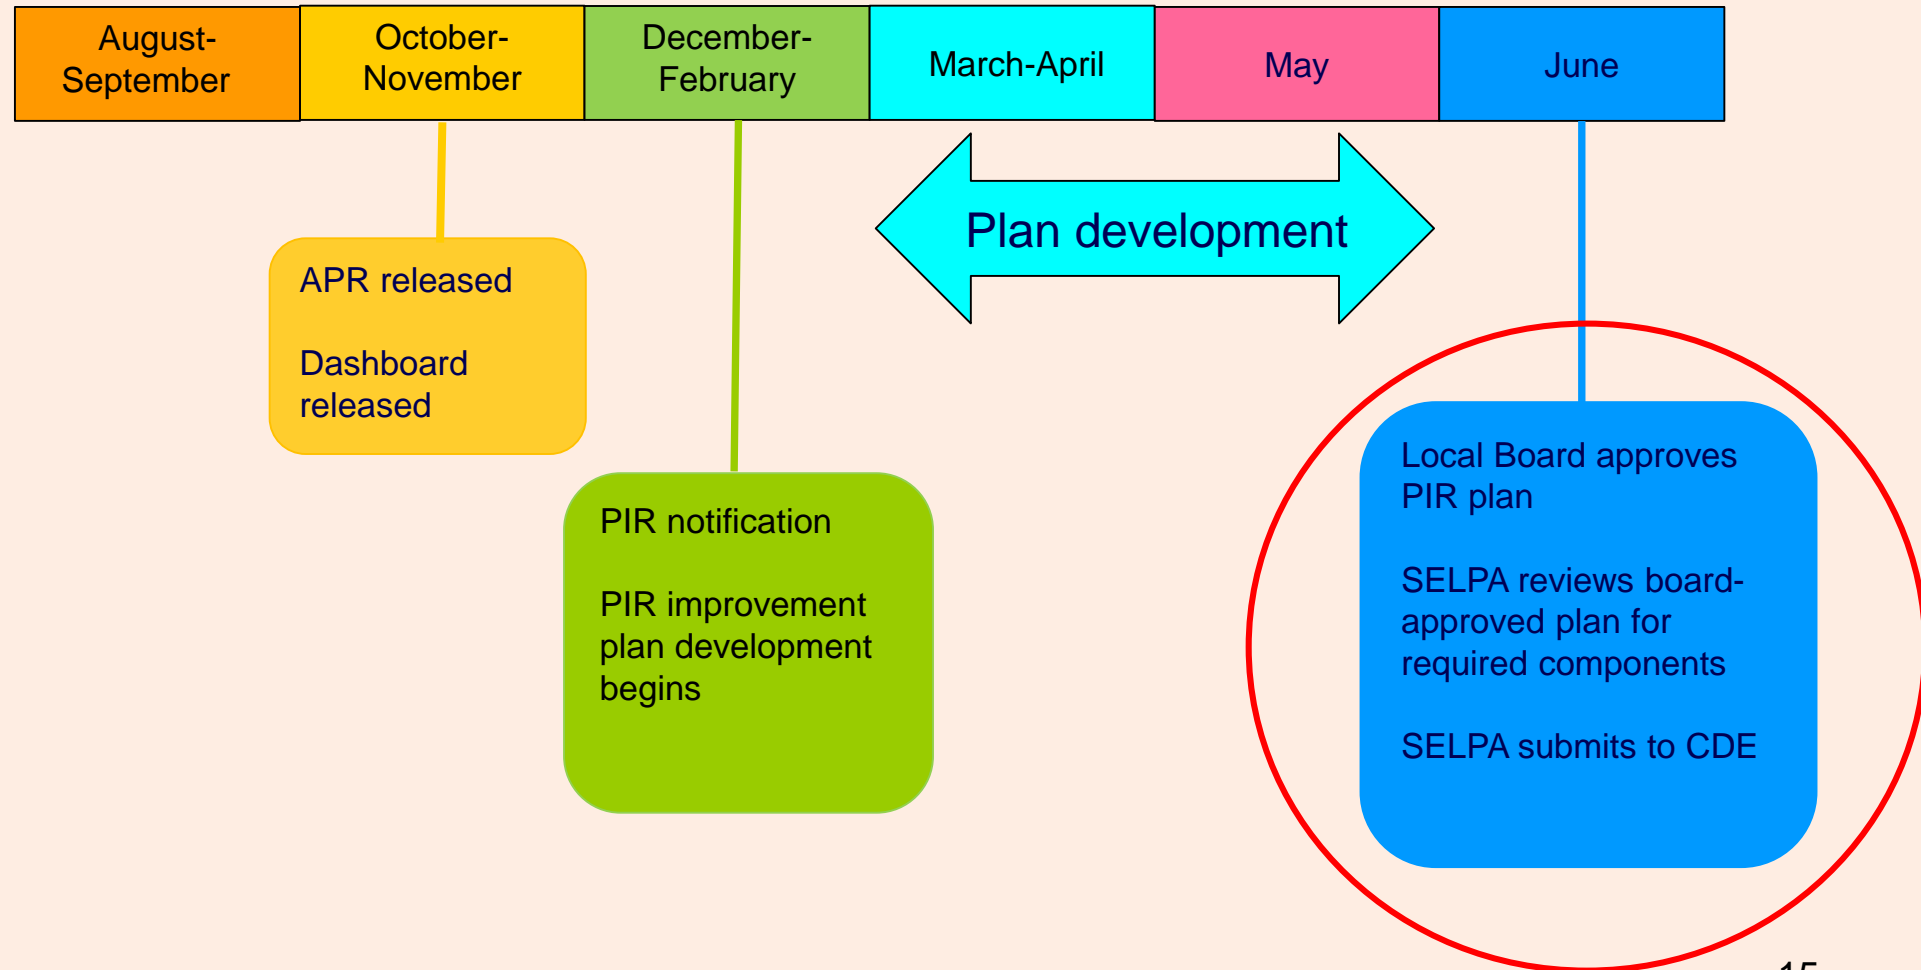 August-
September
October-
November
December-
February
March-April
May
June
Plan development
APR released
Dashboard
released
PIR notification
PIR improvement
plan development
begins
Local Board approves
PIR plan
SELPA reviews board-
approved plan for
required components
SELPA submits to CDE
15